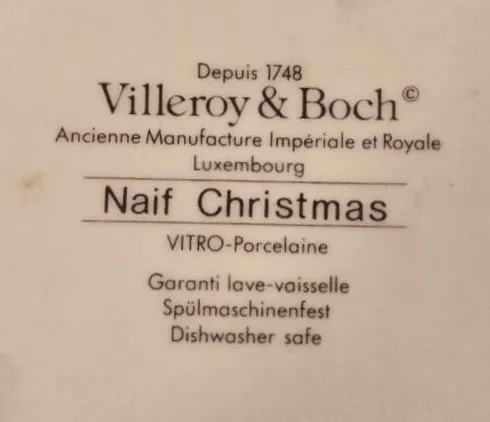 Depuis 1748
Villeroy & Boch©
Ancienne Manufacture Impériale et Royale
Luxembourg
Naif Christmas
VITRO-Porcelaine
Garanti lave-vaisselle
Spülmaschinenfest
Dishwasher safe